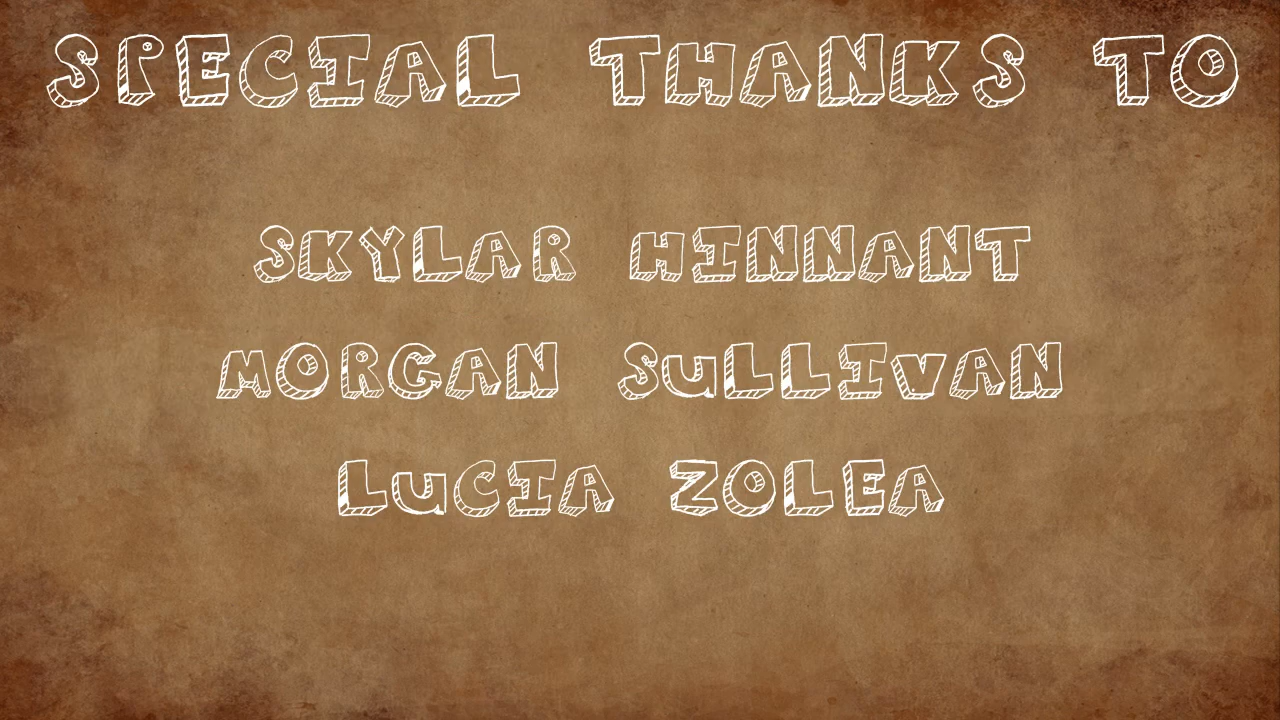 SPECIAL THANKS TO
SKYLAR HINNANT
MORGAN SULLIVAN
LUCIA ZOLEA